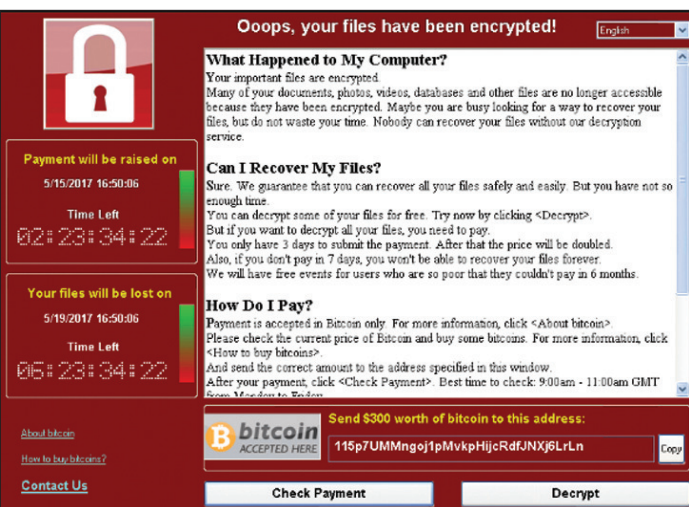 Ooops, your files have been encrypted!
English
What Happened to My Computer?
Your important files are encrypted.
Many of your documents, photos, videos, databases and other files are no longer accessible
because they have been encrypted. Maybe you are busy looking for a way to recover your
files, but do not waste your time. Nobody can recover your files without our decryption
service.
Can I Recover My Files?
Sure. We guarantee that you can recover all your files safely and easily. But you have not so
enough time.
You can decrypt some of your files for free. Try now by clicking <Decrypt>.
But if you want to decrypt all your files, you need to pay.
You only have 3 days to submit the payment. After that the price will be doubled.
Also, if you don't pay in 7 days, you won't be able to recover your files forever.
We will have free events for users who are so poor that they couldn't pay in 6 months.
How Do I Pay?
Payment is accepted in Bitcoin only. For more information, click <About bitcoin>.
Please check the current price of Bitcoin and buy some bitcoins. For more information, click
<How to buy bitcoins>.
And send the correct amount to the address specified in this window.
After your payment, click <Check Payment>. Best time to check: 9:00am - 11:00am GMT
from Monday to Friday
Payment will be raised on
5/15/2017 16:50:06
Time Left
02:23:34:22
Your files will be lost on
5/19/2017 16:50:06
Time Left
06:23:34:22
About bitcoin
How to buy bitcoins?
Contact Us
bitcoin
ACCEPTED HERE
Send $300 worth of bitcoin to this address:
115p7UMMngoj1pMvkpHijcRdfJNXj6LrLn
Copy
Check Payment
Decrypt